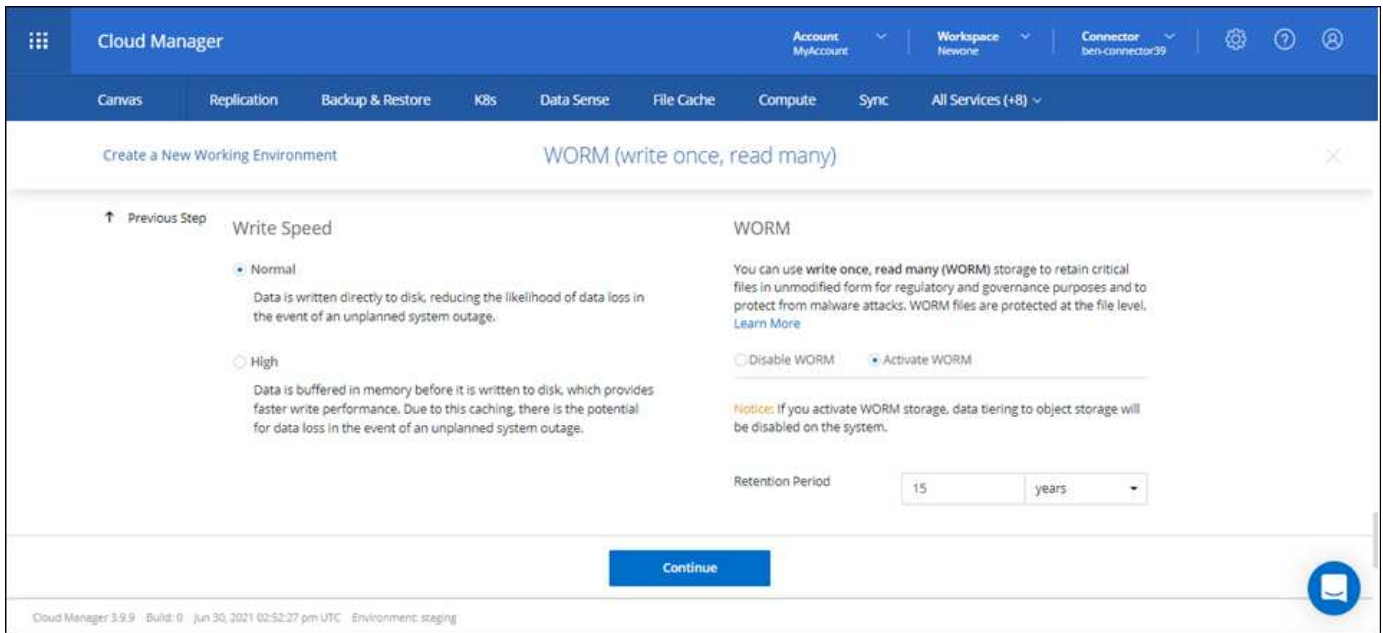 Cloud Manager
Account
MyAccount
Workspace
Newone
Connector
ben-connector39
Canvas
Replication
Backup & Restore
K8s
Data Sense
File Cache
Compute
Sync
All Services (+8)
Create a New Working Environment
WORM (write once, read many)
↑ Previous Step
Write Speed
Normal
Data is written directly to disk, reducing the likelihood of data loss in
the event of an unplanned system outage.
High
Data is buffered in memory before it is written to disk, which provides
faster write performance. Due to this caching, there is the potential
for data loss in the event of an unplanned system outage.
WORM
You can use write once, read many (WORM) storage to retain critical
files in unmodified form for regulatory and governance purposes and to
protect from malware attacks. WORM files are protected at the file level.
Learn More
Disable WORM
Activate WORM
Notice: If you activate WORM storage, data tiering to object storage will
be disabled on the system.
Retention Period
15
years
Continue
Cloud Manager 3.9.9 Build: 0 Jun 30, 2021 02:52:27 pm UTC Environment: staging